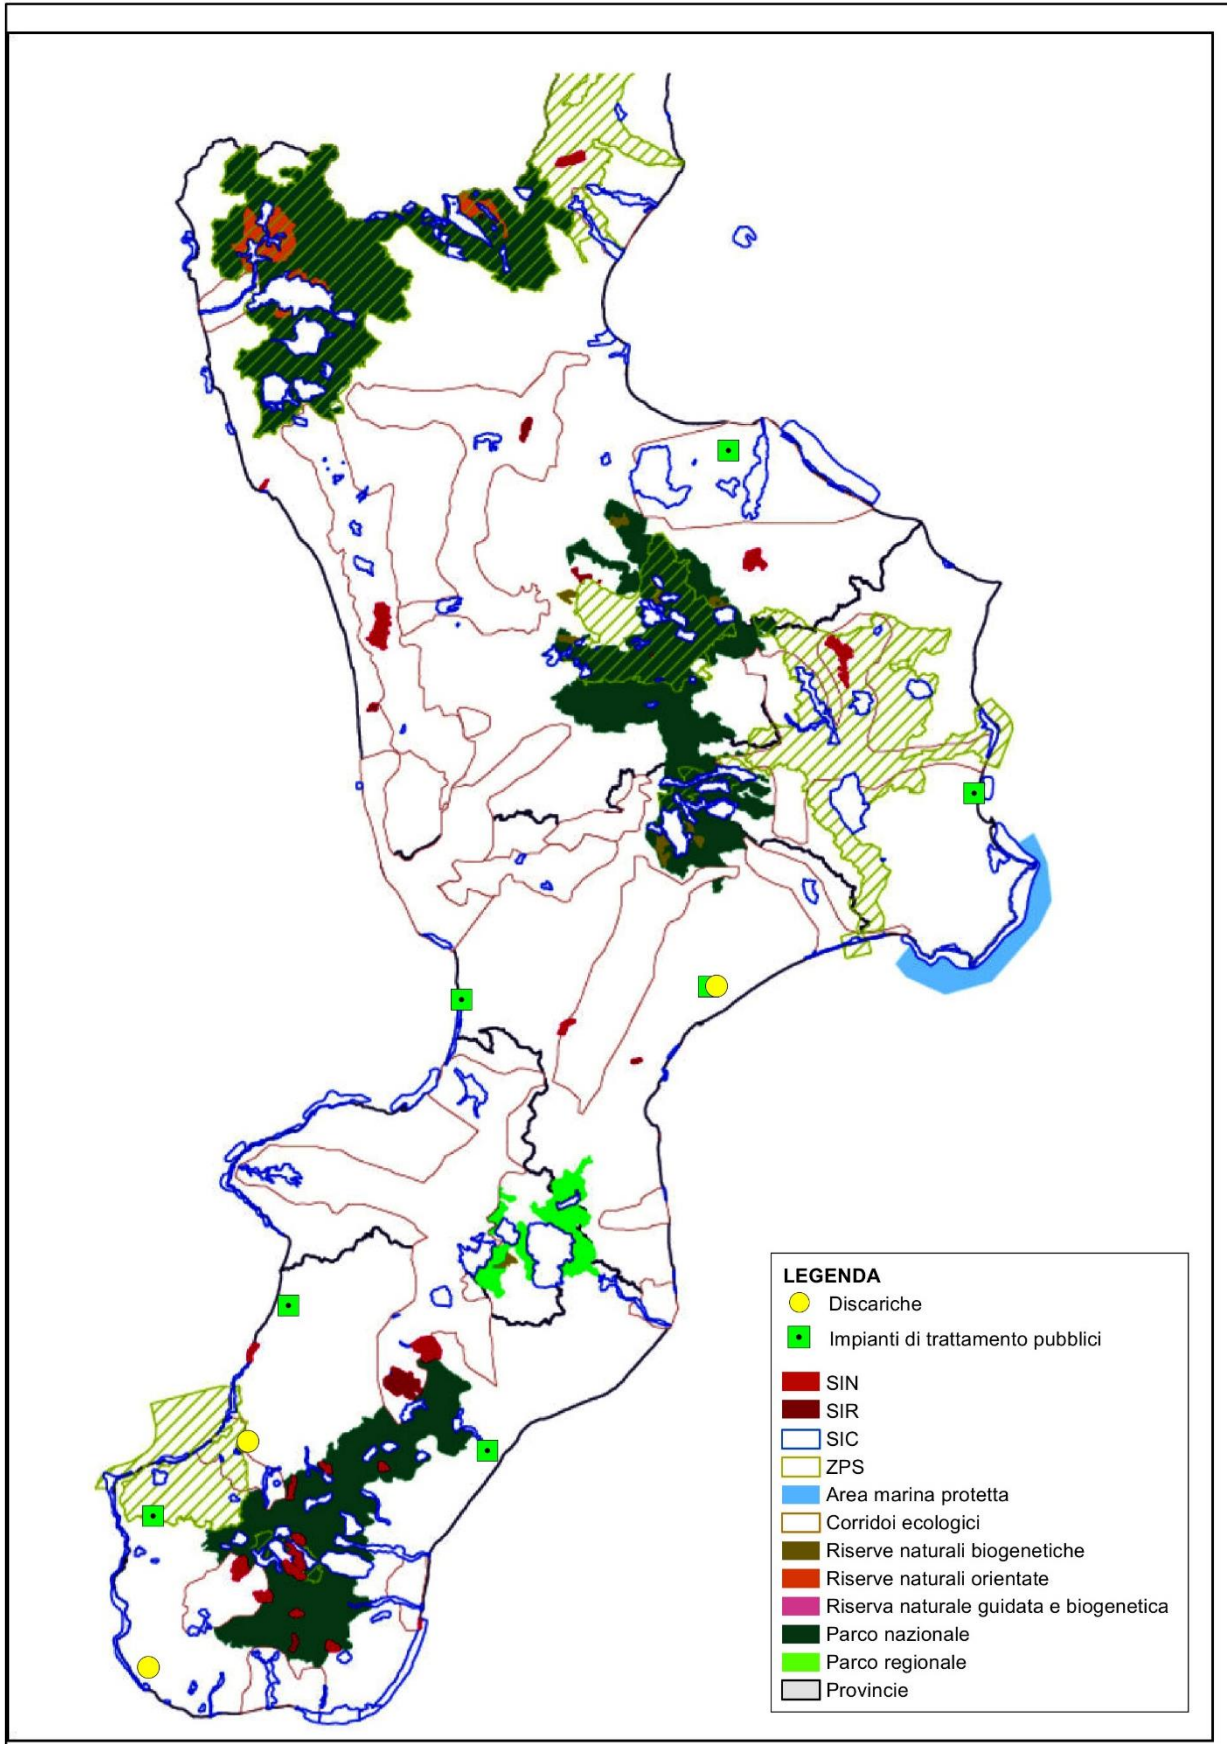 LEGENDA
Discariche
Impianti di trattamento pubblici
SIN
SIR
SIC
ZPS
Area marina protetta
Corridoi ecologici
Riserve naturali biogenetiche
Riserve naturali orientate
Riserva naturale guidata e biogenetica
Parco nazionale
Parco regionale
Provincie